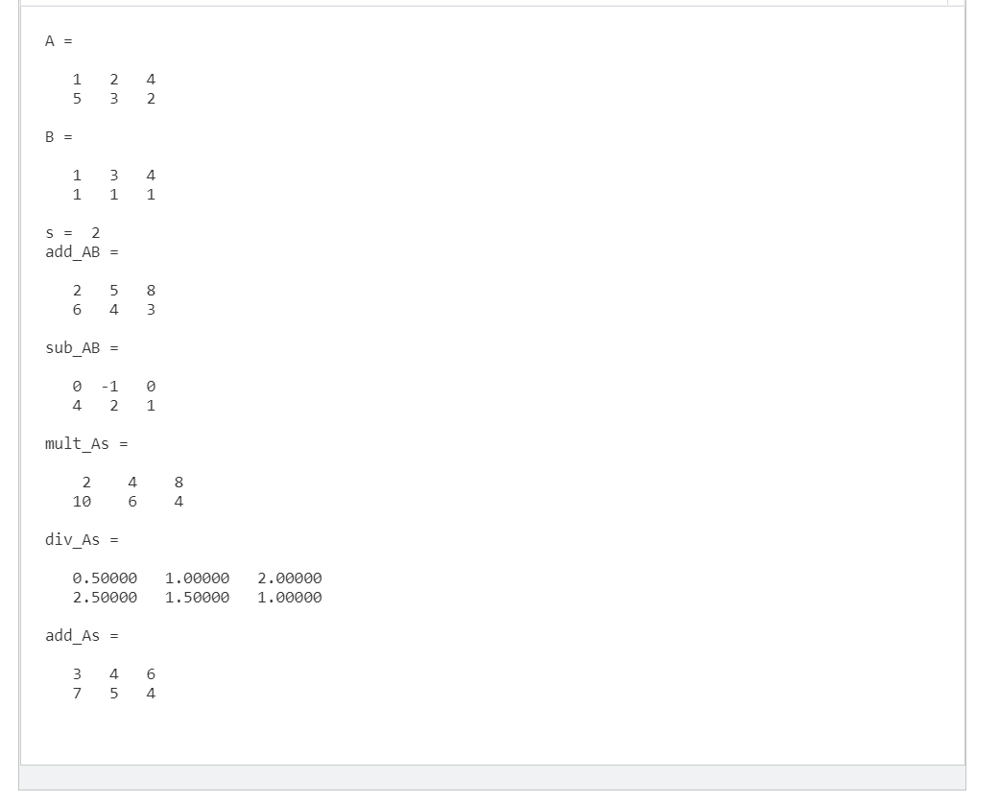 A =
1 2 4
5 3 2
B =
1 3 4
1 1 1
s = 2
add_AB =
2 5 8
6 4 3
sub_AB =
0 -1 0
4 2 1
mult_As =
2 4 8
10 6 4
div_As =
0.50000 1.00000 2.00000
2.50000 1.50000 1.00000
add_As =
3 4 6
7 5 4